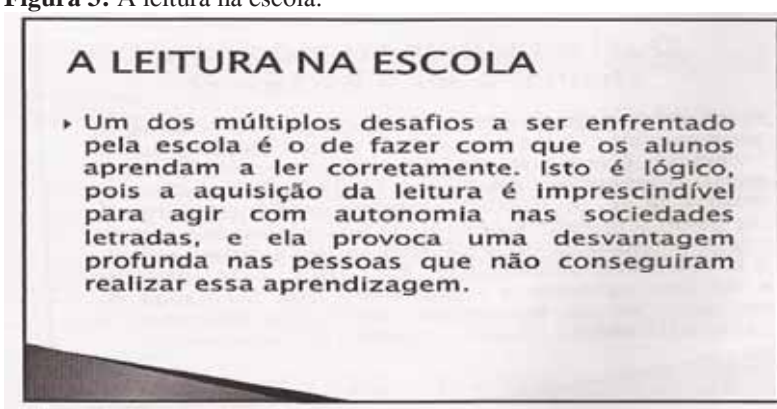 Figura 3: A leitura na escola.
A LEITURA NA ESCOLA
Um dos múltiplos desafios a ser enfrentado
pela escola é o de fazer com que os alunos
aprendam a ler corretamente. Isto é lógico,
pois a aquisição da leitura é imprescindível
para agir com autonomia nas sociedades
letradas, e ela provoca uma desvantagem
profunda nas pessoas que não conseguiram
realizar essa aprendizagem.